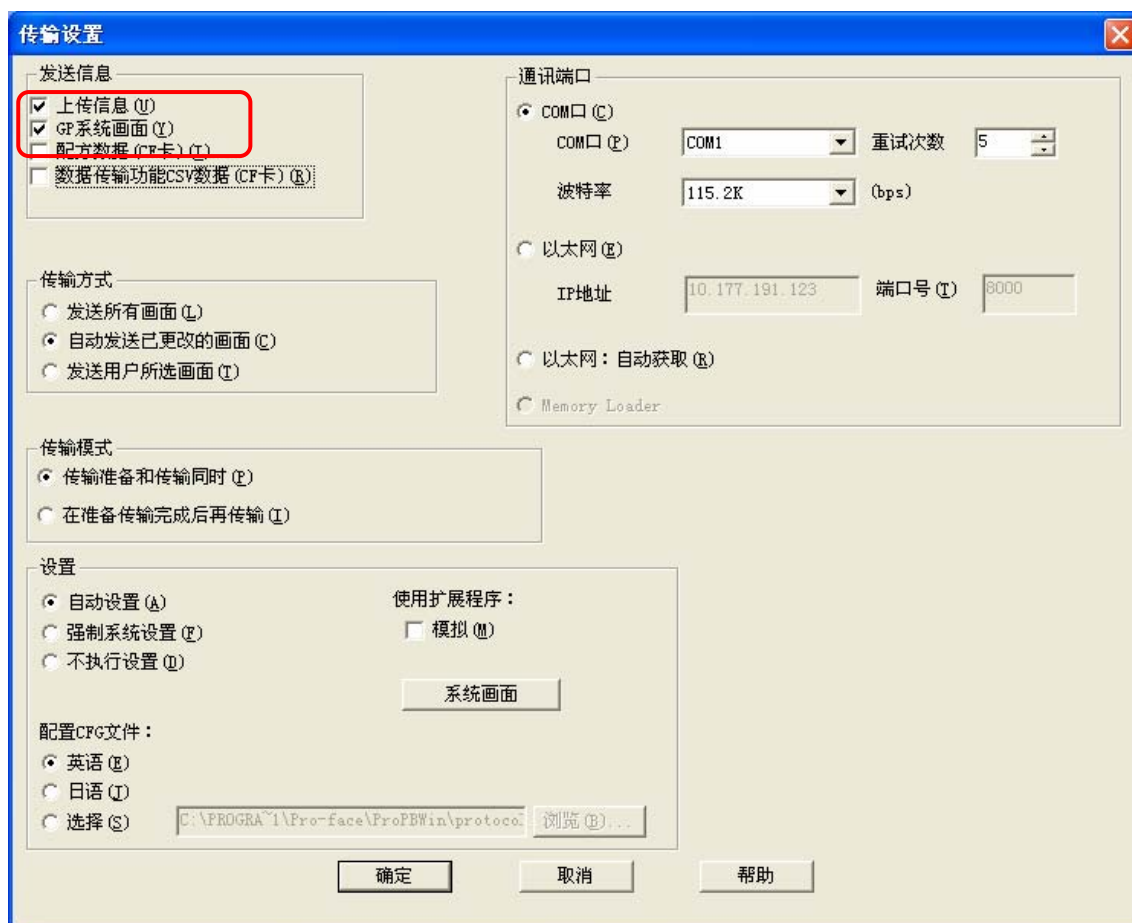 传输设置
发送信息
上传信息(U)
GP系统画面(Y)
配方数据(CF卡)(I)
数据传输功能CSV数据(CF卡)(R)
传输方式
发送所有画面(L)
自动发送已更改的画面(C)
发送用户所选画面(T)
传输模式
传输准备和传输同时(P)
在准备传输完成后再传输(I)
通讯端口
COM口(C)
COM口(P) COM1 重试次数 5
波特率 115.2K (bps)
以太网(E)
IP地址 10.177.191.123 端口号(T) 8000
以太网：自动获取(R)
Memory Loader
设置
自动设置(A)
强制系统设置(F)
不执行设置(D)
使用扩展程序：
模拟(M)
系统画面
配置CFG文件：
英语(E)
日语(J)
选择(S) C:\PROGRA~1\Pro-face\ProPBWin\protocol 浏览(B)...
确定 取消 帮助